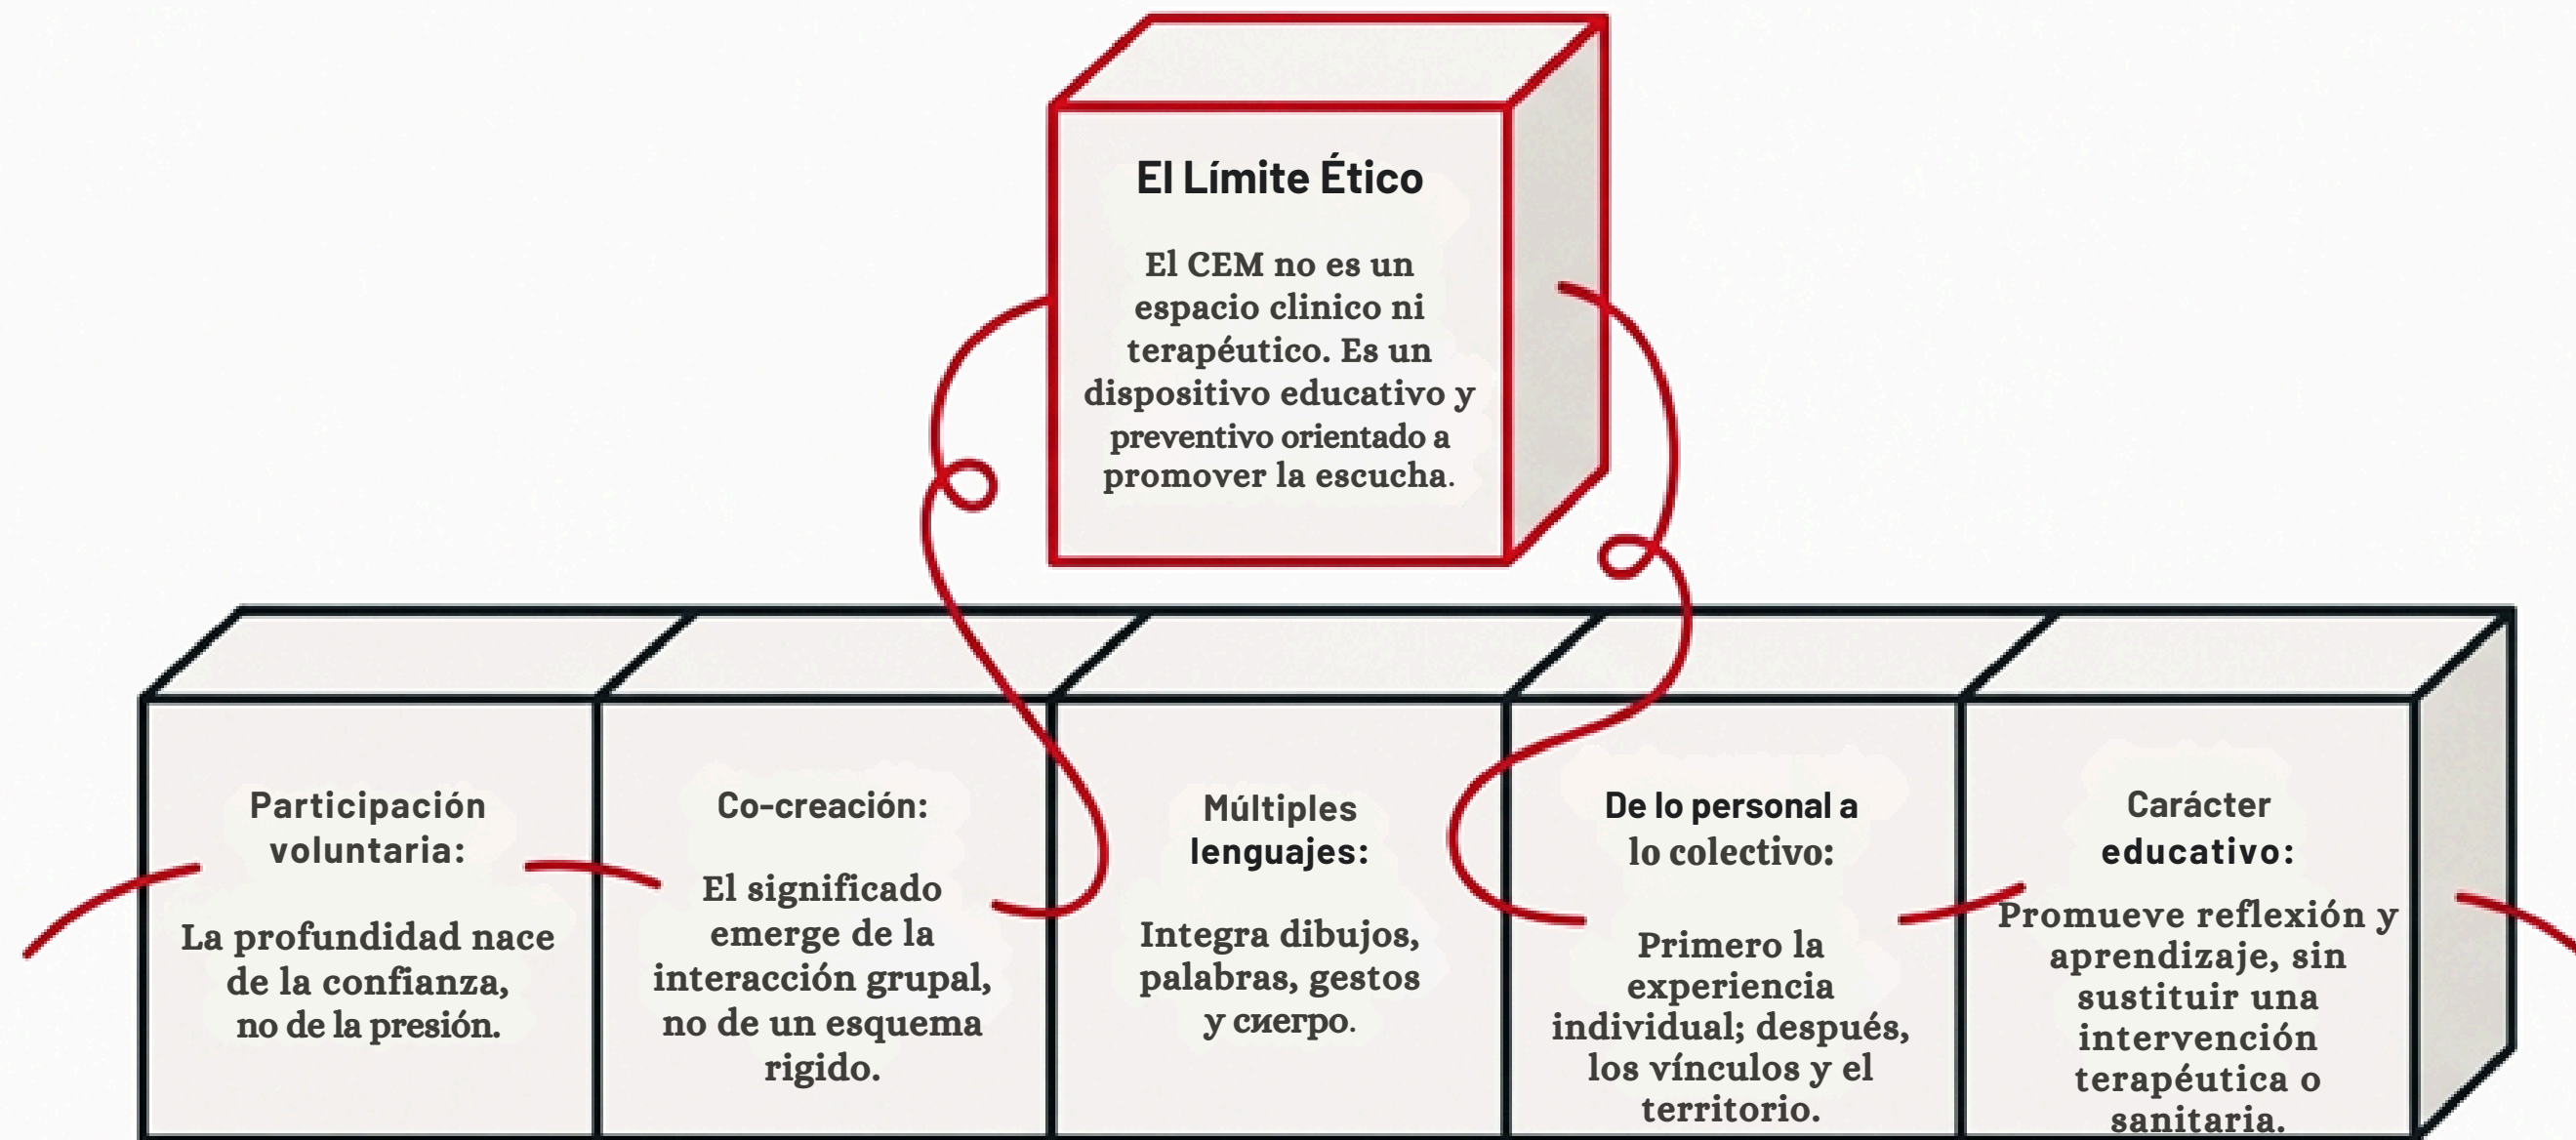 El Límite Ético
El CEM no es un
espacio clinico ni
terapéutico. Es un
dispositivo educativo y
preventivo orientado a
promover la escucha.
Participación
voluntaria:
La profundidad nace
de la confianza,
no de la presión.
Co-creación:
El significado
emerge de la
interacción grupal,
no de un esquema
rigido.
Múltiples
lenguajes:
Integra dibujos,
palabras, gestos
y сиегро.
De lo personal a
lo colectivo:
Primero la
experiencia
individual; después,
los vínculos y el
territorio.
Carácter
educativo:
Promueve reflexión y
aprendizaje, sin
sustituir una
intervención
terapéutica o
sanitaria.